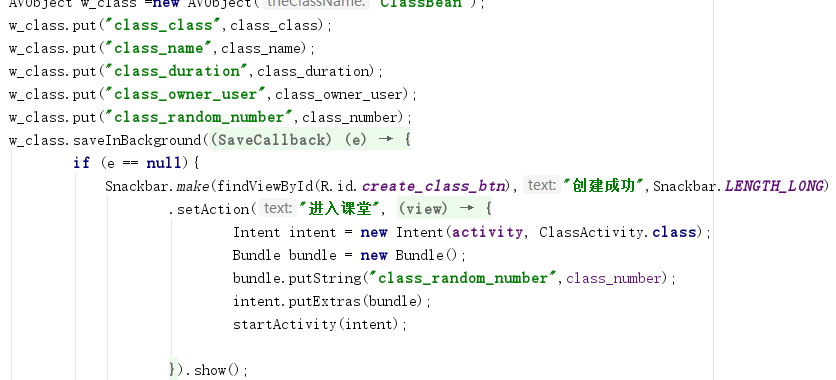 AVObject w_class =new AVObject( theClassName: "ClassBean");
w_class.put("class_class",class_class);
w_class.put("class_name",class_name);
w_class.put("class_duration",class_duration);
w_class.put("class_owner_user",class_owner_user);
w_class.put("class_random_number",class_number);
w_class.saveInBackground((SaveCallback) (e) → {
if (e == null){
Snackbar.make(findViewById(R.id.create_class_btn), text: "创建成功",Snackbar.LENGTH_LONG)
.setAction( text: "进入课堂", (view) → {
Intent intent = new Intent(activity, ClassActivity.class);
Bundle bundle = new Bundle();
bundle.putString("class_random_number",class_number);
intent.putExtras(bundle);
startActivity(intent);
}).show();